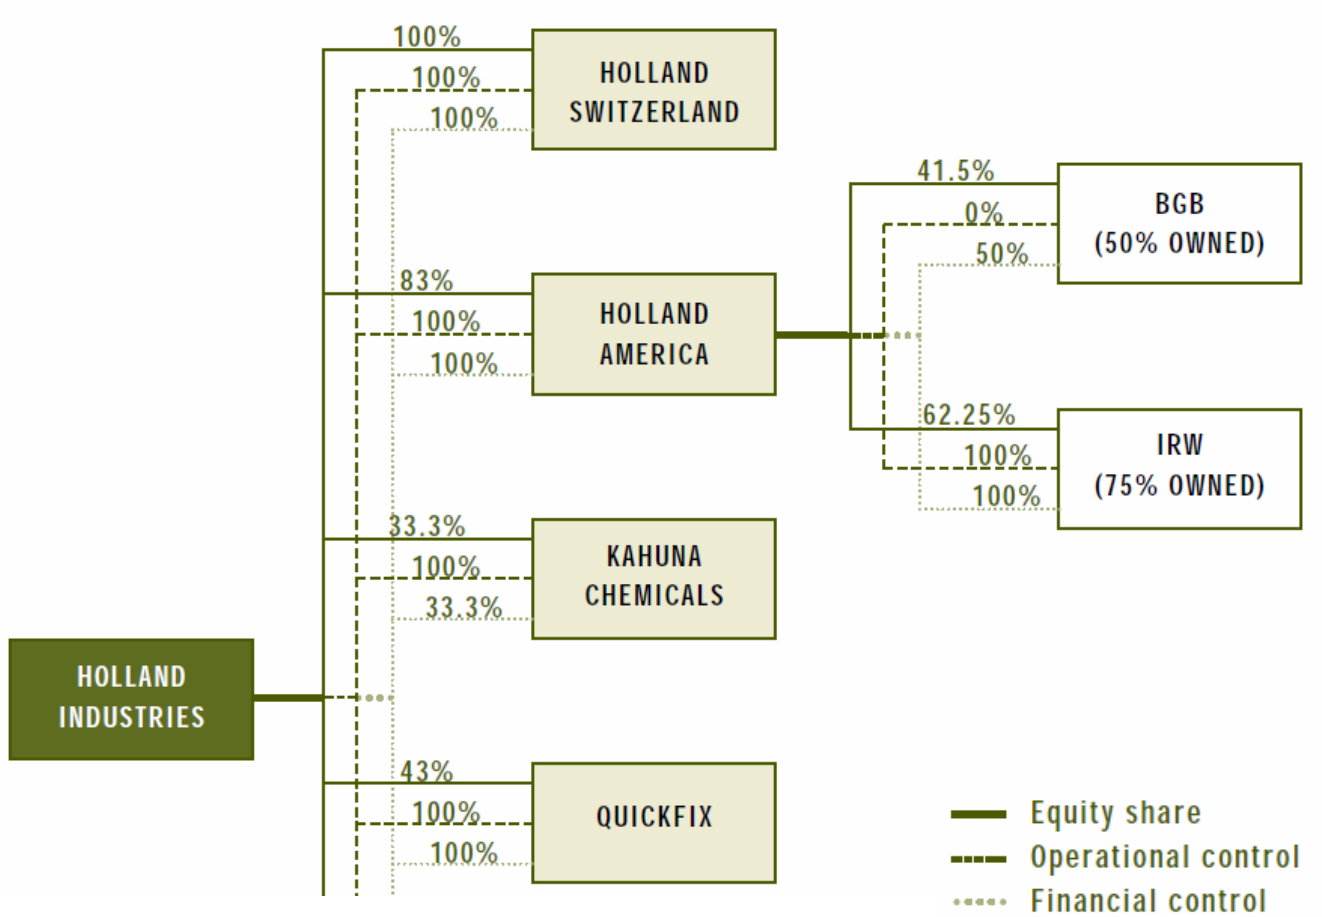 100%
100%
100%
HOLLAND
SWITZERLAND
41.5%
0%
50%
BGB
(50% OWNED)
83%
100%
100%
HOLLAND
AMERICA
62.25%
100%
100%
IRW
(75% OWNED)
33.3%
100%
33.3%
KAHUNA
CHEMICALS
HOLLAND
INDUSTRIES
43%
100%
100%
QUICKFIX
Equity share
Operational control
Financial control